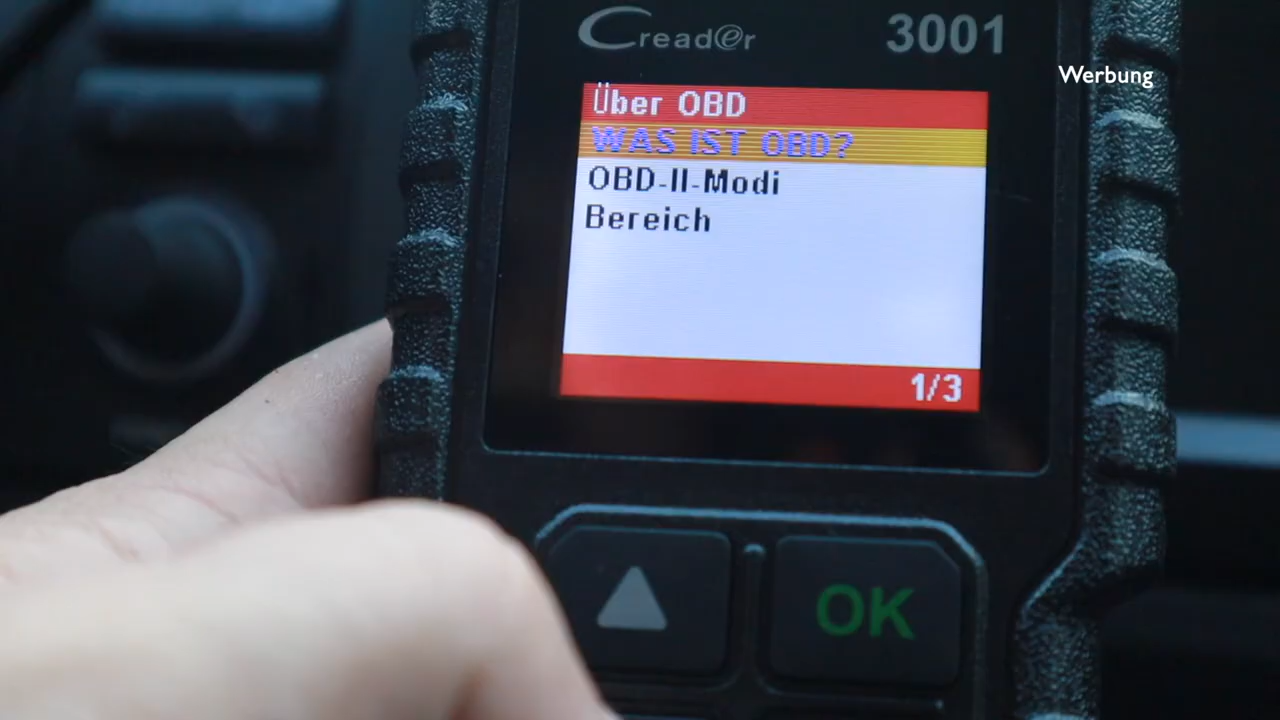 Creader 3001
Werbung
Über OBD
WAS IST OBD?
OBD-II-Modi
Bereich
1/3
OK